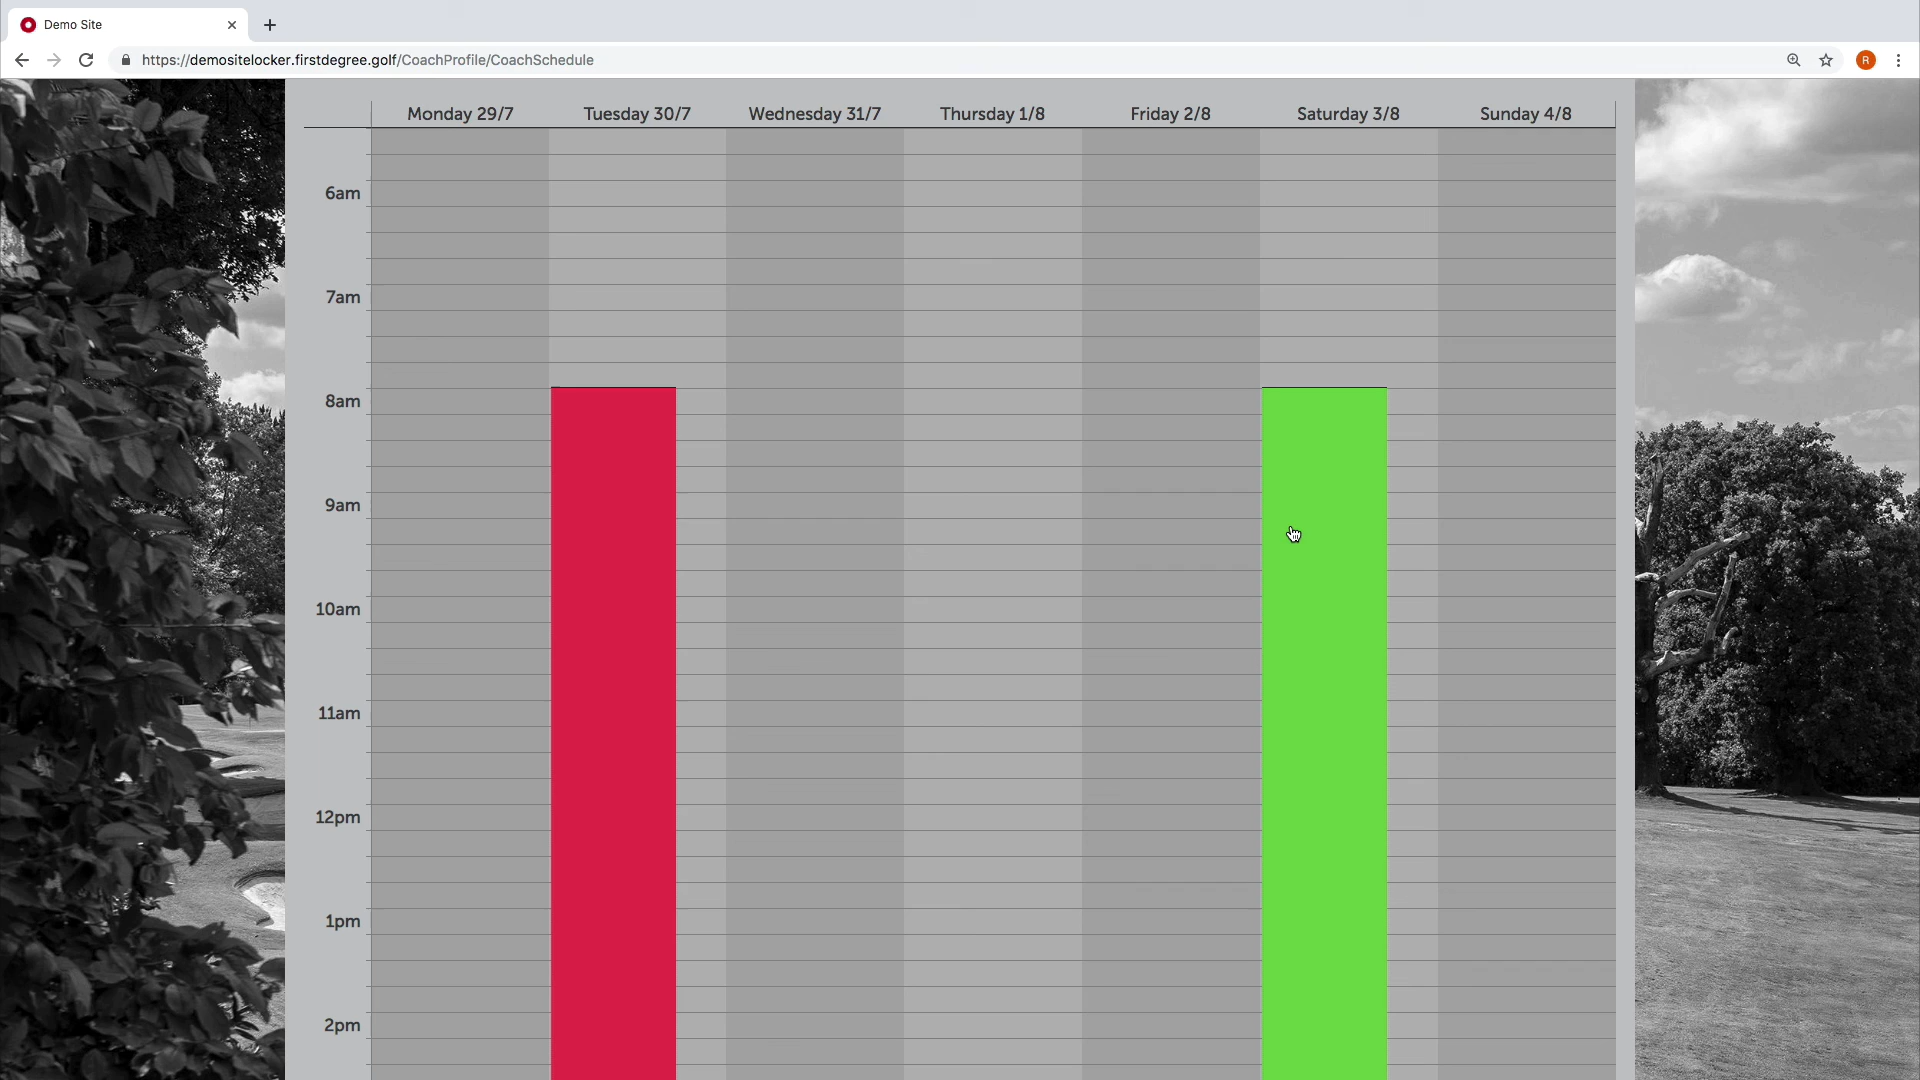 Demo Site
https://demositelocker.firstdegree.golf/CoachProfile/CoachSchedule
R
Monday 29/7 Tuesday 30/7 Wednesday 31/7 Thursday 1/8 Friday 2/8 Saturday 3/8 Sunday 4/8
6am
7am
8am
9am
10am
11am
12pm
1pm
2pm